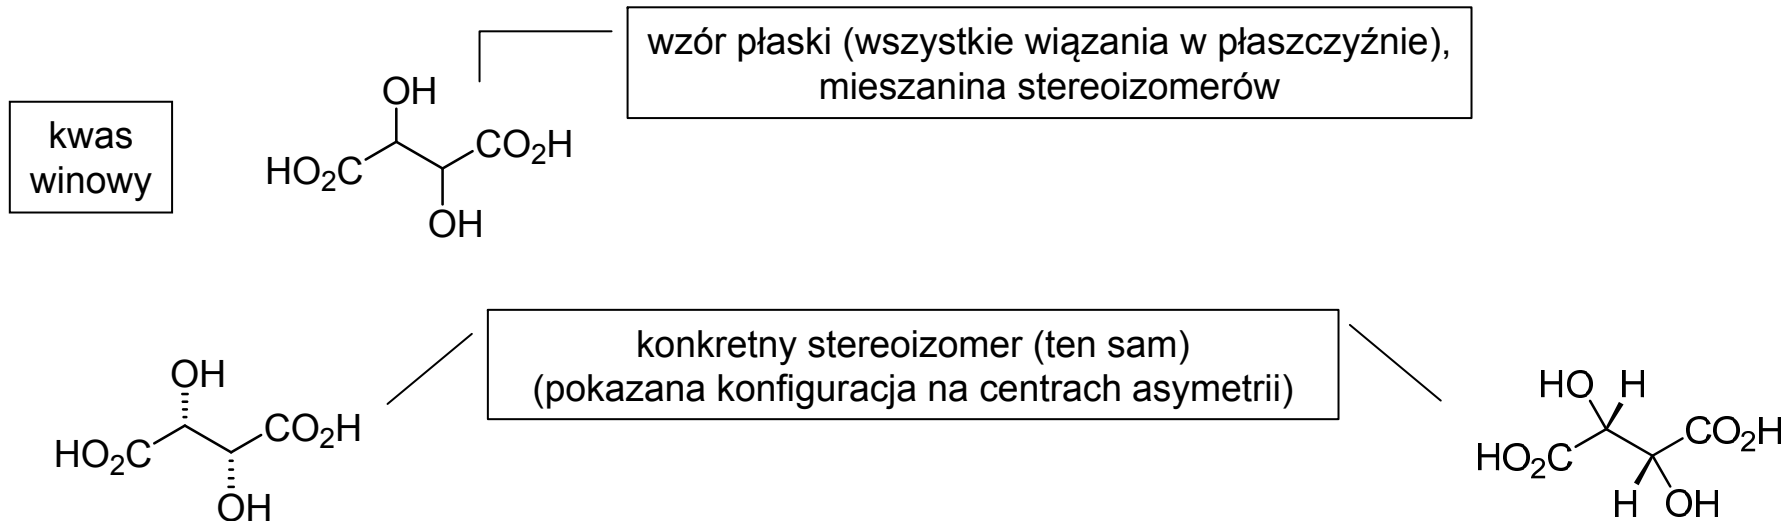 wzór płaski (wszystkie wiązania w płaszczyźnie),
mieszanina stereoizomerów
kwas
winowy
OH
HO₂C
CO₂H
OH
konkretny stereoizomer (ten sam)
(pokazana konfiguracja na centrach asymetrii)
OH
HO₂C
CO₂H
OH
HO H
HO₂C
CO₂H
H OH